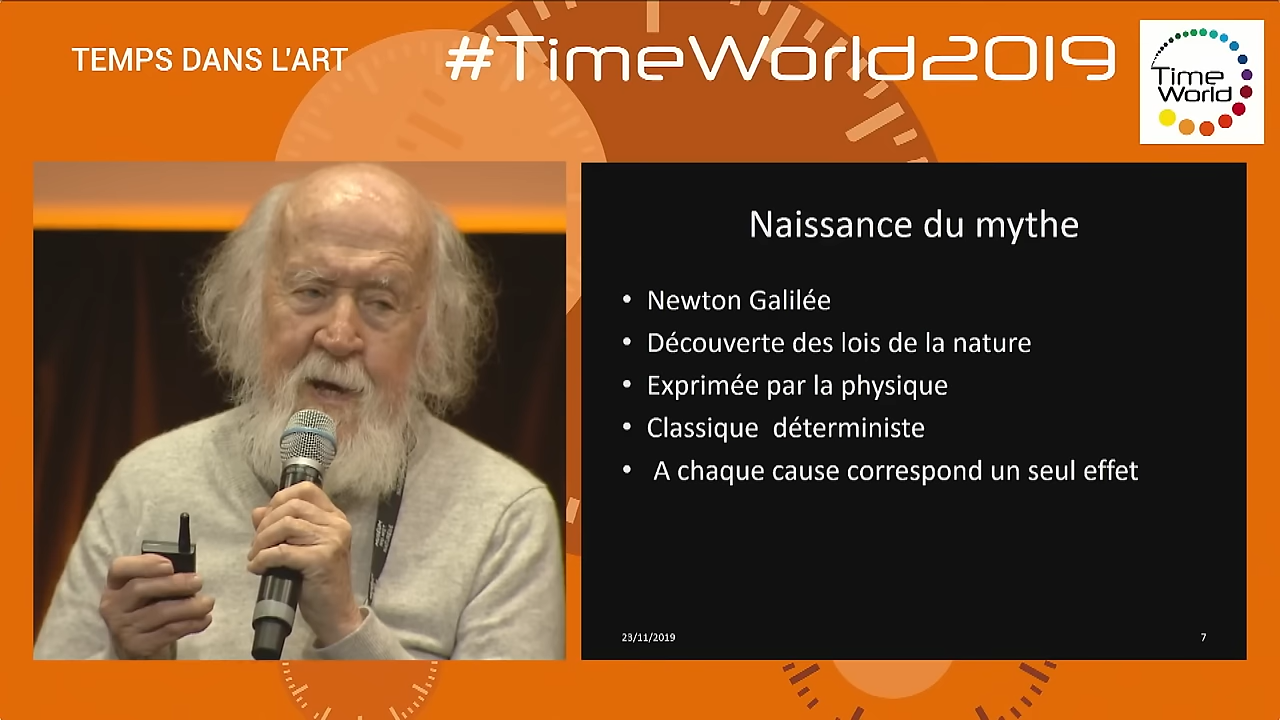 TEMPS DANS L'ART
#TimeWorld2019
Time
World
Naissance du mythe
• Newton Galilée
• Découverte des lois de la nature
• Exprimée par la physique
• Classique  déterministe
•  A chaque cause correspond un seul effet
23/11/2019
7